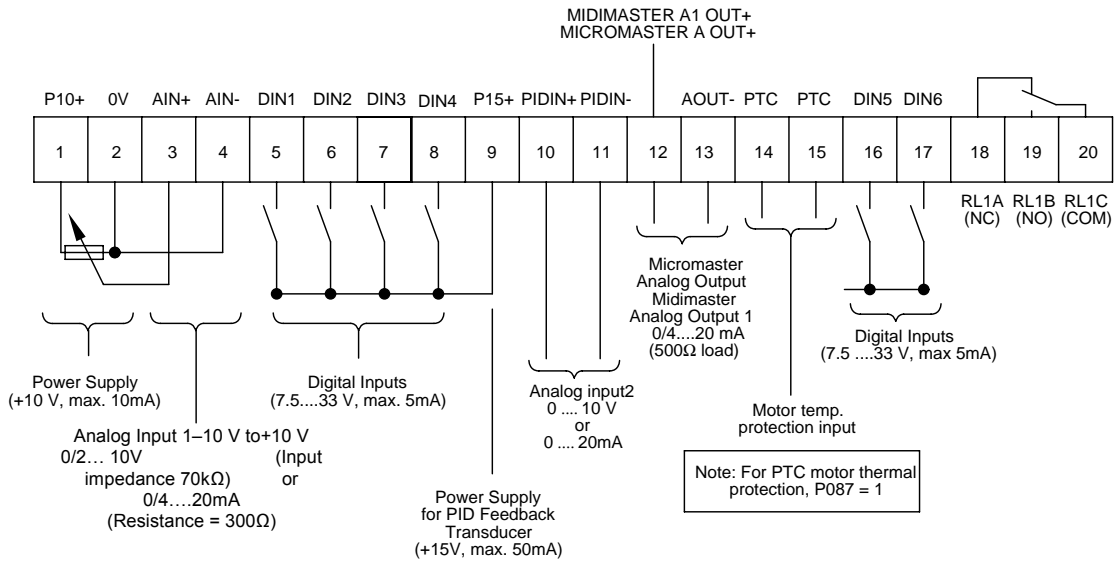 MIDIMASTER A1 OUT+
MICROMASTER A OUT+
P10+ 0V AIN+ AIN- DIN1 DIN2 DIN3 DIN4 P15+ PIDIN+ PIDIN- AOUT- PTC PTC DIN5 DIN6
1 2 3 4 5 6 7 8 9 10 11 12 13 14 15 16 17 18 19 20
RL1A RL1B RL1C
(NC) (NO) (COM)
Power Supply
(+10 V, max. 10mA)
Analog Input 1–10 V to+10 V
0/2… 10V (Input
impedance 70kΩ) or
0/4….20mA
(Resistance = 300Ω)
Digital Inputs
(7.5....33 V, max. 5mA)
Power Supply
for PID Feedback
Transducer
(+15V, max. 50mA)
Analog input2
0 .... 10 V
or
0 .... 20mA
Micromaster
Analog Output
Midimaster
Analog Output 1
0/4....20 mA
(500Ω load)
Motor temp.
protection input
Note: For PTC motor thermal
protection, P087 = 1
Digital Inputs
(7.5 ....33 V, max 5mA)